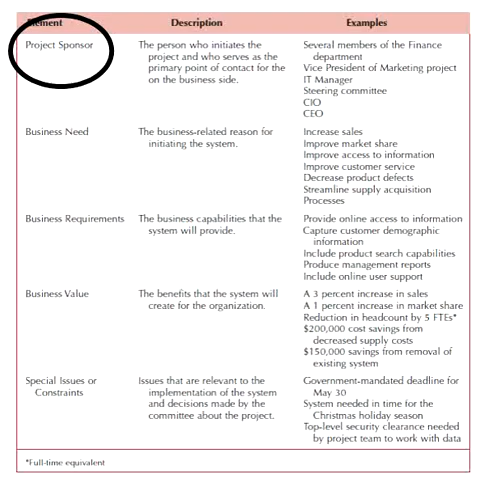 Element Description Examples
Project Sponsor The person who initiates the Several members of the Finance
project and who serves as the department
primary point of contact for the Vice President of Marketing project
on the business side. IT Manager
Steering committee
CIO
CEO
Business Need The business-related reason for Increase sales
initiating the system. Improve market share
Improve access to information
Improve customer service
Decrease product defects
Streamline supply acquisition
Processes
Business Requirements The business capabilities that the Provide online access to information
system will provide. Capture customer demographic
information
Include product search capabilities
Produce management reports
Include online user support
Business Value The benefits that the system will A 3 percent increase in sales
create for the organization. A 1 percent increase in market share
Reduction in headcount by 5 FTEs*
$200,000 cost savings from
decreased supply costs
$150,000 savings from removal of
existing system
Special Issues or Issues that are relevant to the Government-mandated deadline for
Constraints implementation of the system May 30
and decisions made by the System needed in time for the
committee about the project. Christmas holiday season
Top-level security clearance needed
by project team to work with data
*Full-time equivalent